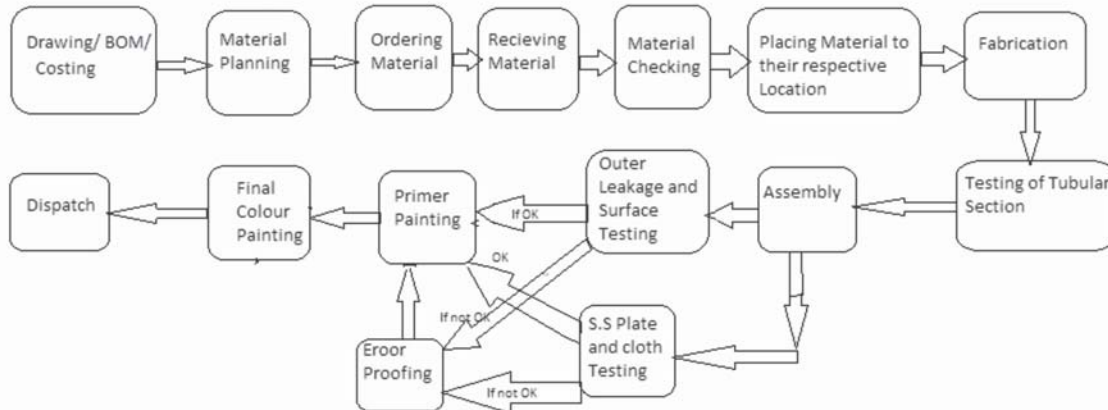 Drawing/ BOM/
Costing
Material
Planning
Ordering
Material
Recieving
Material
Material
Checking
Placing Material to
their respective
Location
Fabrication
Testing of Tubular
Section
Assembly
Outer
Leakage and
Surface
Testing
If OK
Primer
Painting
Final
Colour
Painting
Dispatch
OK
If not OK
S.S Plate
and cloth
Testing
If not OK
Eroor
Proofing